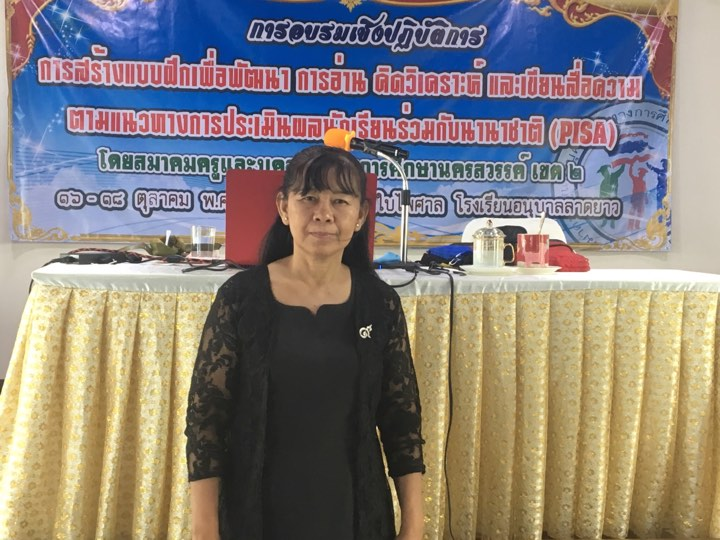 การอบรมเชิงปฏิบัติการ
การสร้างแบบฝึกเพื่อพัฒนา การอ่าน คิดวิเคราะห์ และเขียนสื่อความ
ตามแนวทางการประเมินผลนักเรียนร่วมกับนานาชาติ (PISA)
โดยสมาคมครูและบุคลา การศึกษานครสวรรค์ เขต ๒
๑๖ - ๑๘ ตุลาคม พ.ศ ใบไพศาล โรงเรียนอนุบาลลาดยาว
๙